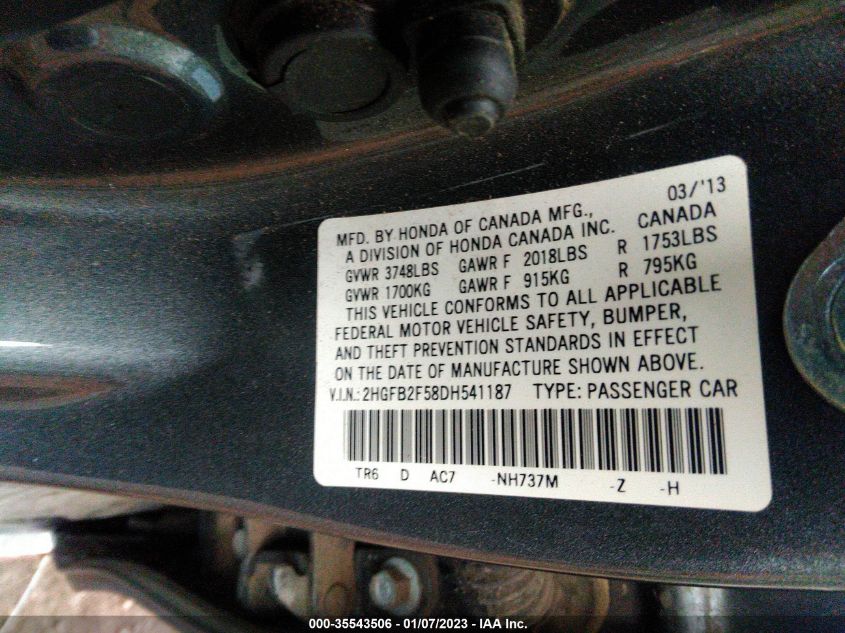 03/'13
MFD. BY HONDA OF CANADA MFG., CANADA
A DIVISION OF HONDA CANADA INC.
GVWR 3748LBS GAWR F 2018LBS R 1753LBS
GVWR 1700KG GAWR F 915KG R 795KG
THIS VEHICLE CONFORMS TO ALL APPLICABLE
FEDERAL MOTOR VEHICLE SAFETY, BUMPER,
AND THEFT PREVENTION STANDARDS IN EFFECT
ON THE DATE OF MANUFACTURE SHOWN ABOVE.
V.I.N.: 2HGFB2F58DH541187 TYPE: PASSENGER CAR
TR6 D AC7 -NH737M -Z -H
000-35543506 - 01/07/2023 - IAA Inc.